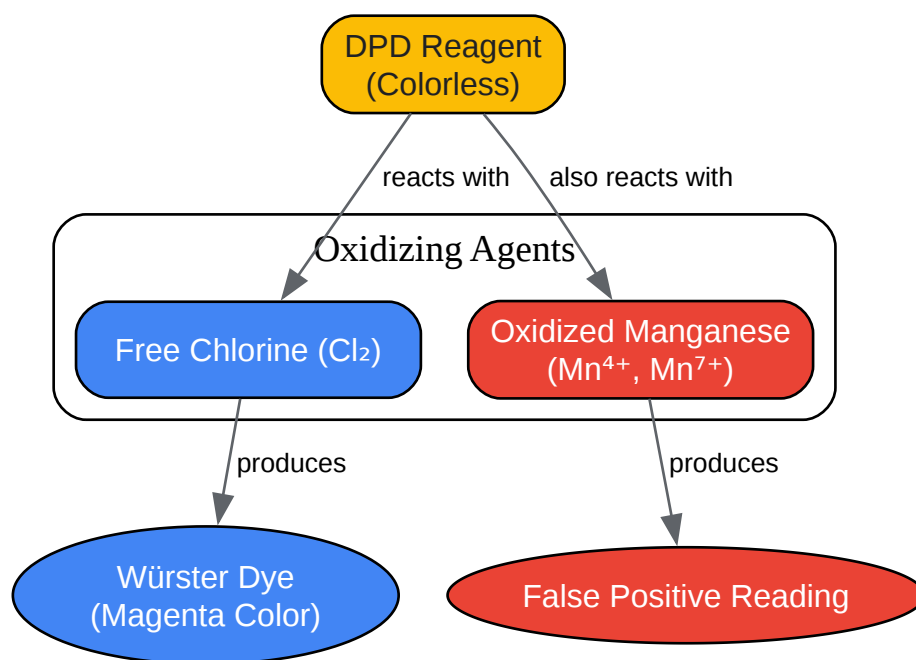 DPD Reagent
(Colorless)
reacts with
also reacts with
Oxidizing Agents
Free Chlorine (Cl₂)
Oxidized Manganese
(Mn⁴⁺, Mn⁷⁺)
produces
produces
Würster Dye
(Magenta Color)
False Positive Reading